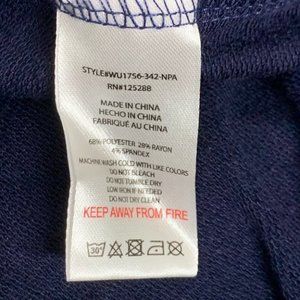 STYLE#WU1756-342-NPA
RN#125288
MADE IN CHINA
HECHO EN CHINA
FABRIQUÉ AU CHINA
68% POLYESTER 28% RAYON
4% SPANDEX
MACHINE WASH COLD WITH LIKE COLORS
DO NOT BLEACH
DO NOT TUMBLE DRY
LOW IRON IF NEEDED
DO NOT DRY CLEAN
KEEP AWAY FROM FIRE
30°